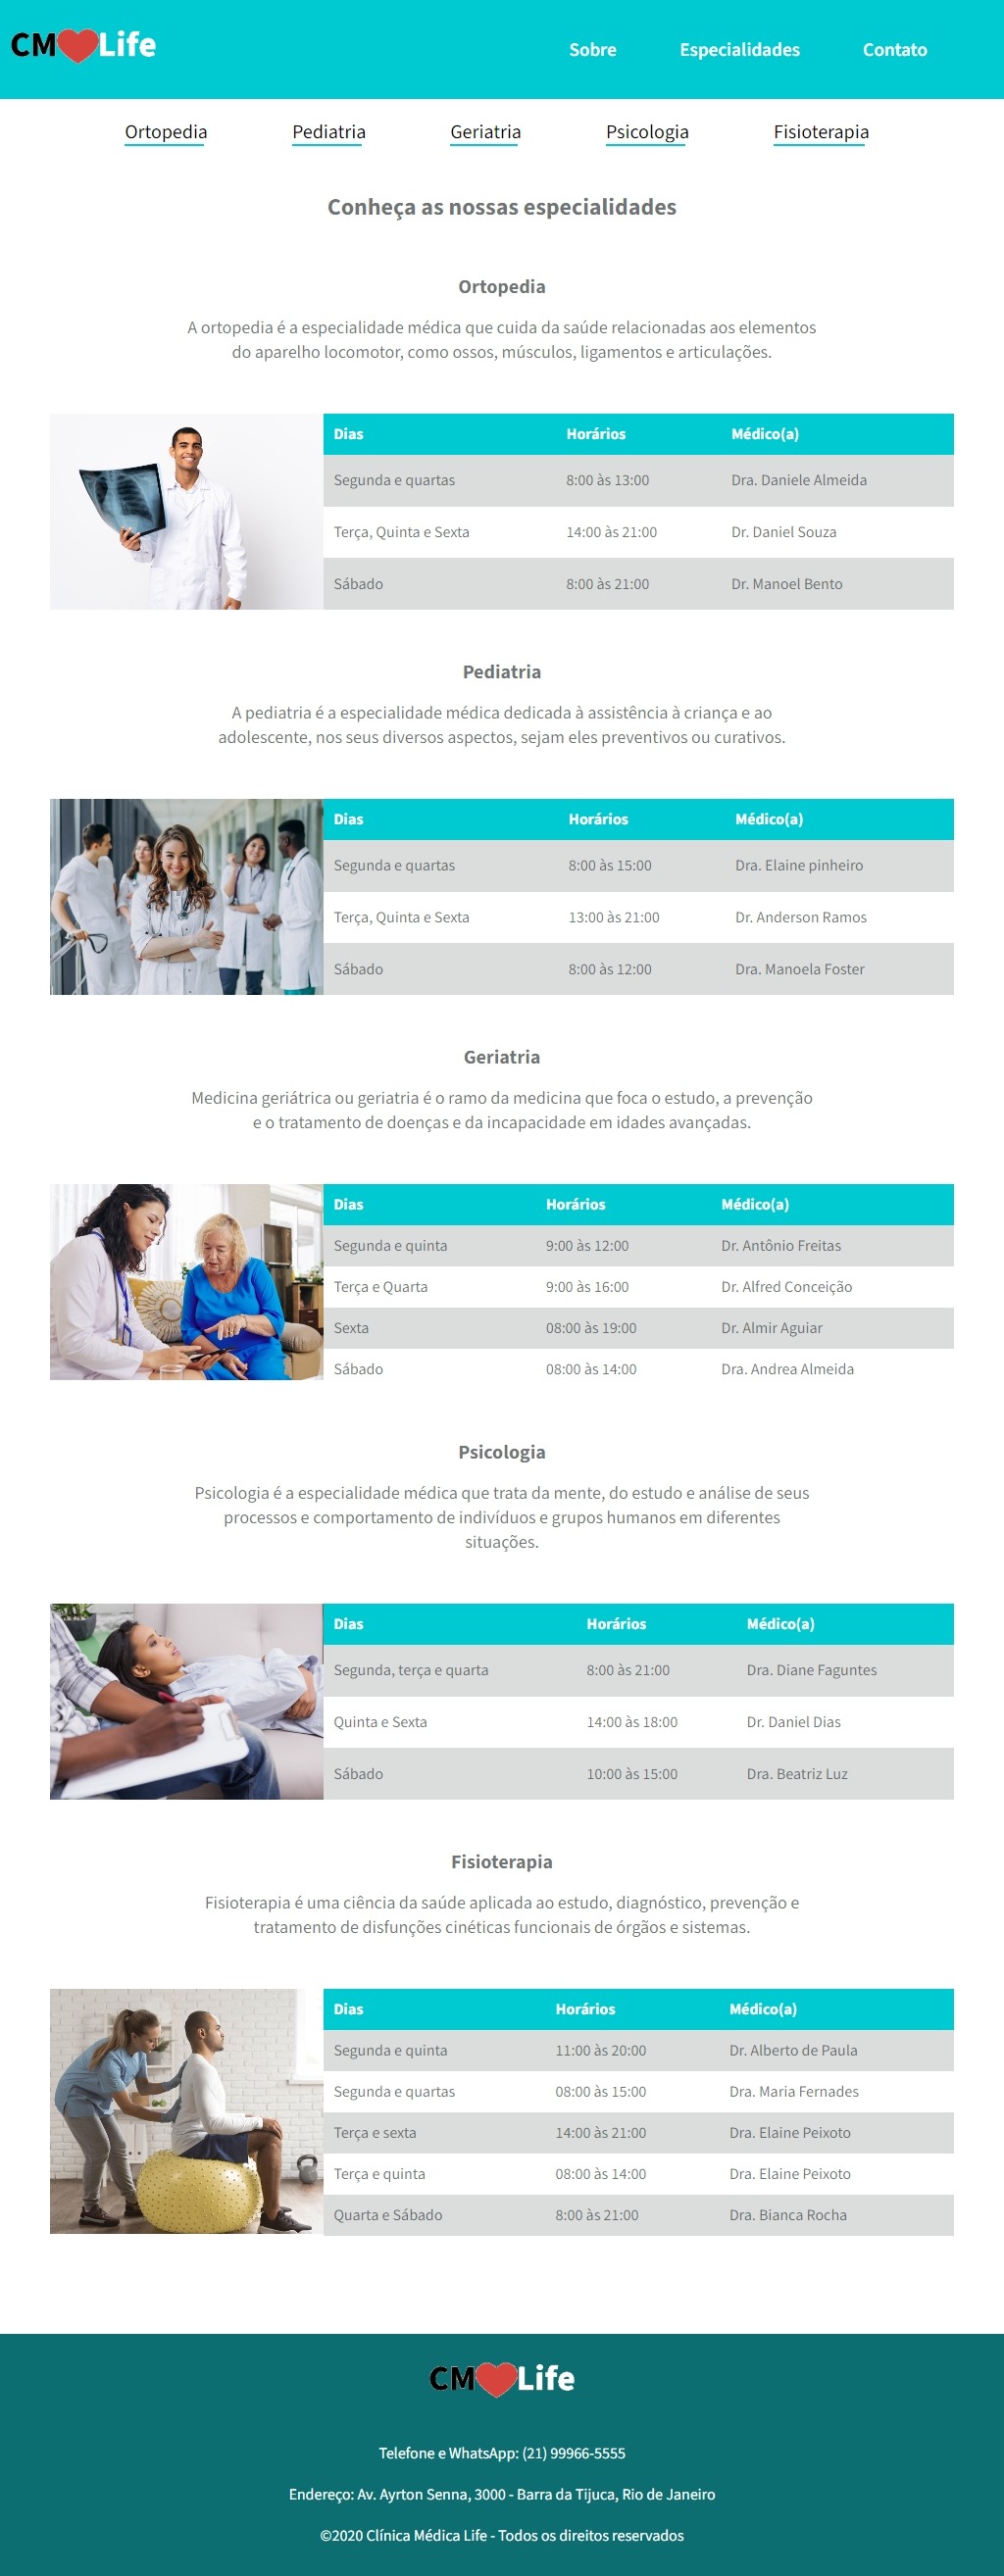 CM Life
Sobre Especialidades Contato
Ortopedia Pediatria Geriatria Psicologia Fisioterapia
Conheça as nossas especialidades
Ortopedia
A ortopedia é a especialidade médica que cuida da saúde relacionadas aos elementos
do aparelho locomotor, como ossos, músculos, ligamentos e articulações.
Dias Horários Médico(a)
Segunda e quartas 8:00 às 13:00 Dra. Daniele Almeida
Terça, Quinta e Sexta 14:00 às 21:00 Dr. Daniel Souza
Sábado 8:00 às 21:00 Dr. Manoel Bento
Pediatria
A pediatria é a especialidade médica dedicada à assistência à criança e ao
adolescente, nos seus diversos aspectos, sejam eles preventivos ou curativos.
Dias Horários Médico(a)
Segunda e quartas 8:00 às 15:00 Dra. Elaine pinheiro
Terça, Quinta e Sexta 13:00 às 21:00 Dr. Anderson Ramos
Sábado 8:00 às 12:00 Dra. Manoela Foster
Geriatria
Medicina geriátrica ou geriatria é o ramo da medicina que foca o estudo, a prevenção
e o tratamento de doenças e da incapacidade em idades avançadas.
Dias Horários Médico(a)
Segunda e quinta 9:00 às 12:00 Dr. Antônio Freitas
Terça e Quarta 9:00 às 16:00 Dr. Alfred Conceição
Sexta 08:00 às 19:00 Dr. Almir Aguiar
Sábado 08:00 às 14:00 Dra. Andrea Almeida
Psicologia
Psicologia é a especialidade médica que trata da mente, do estudo e análise de seus
processos e comportamento de indivíduos e grupos humanos em diferentes
situações.
Dias Horários Médico(a)
Segunda, terça e quarta 8:00 às 21:00 Dra. Diane Faguntes
Quinta e Sexta 14:00 às 18:00 Dr. Daniel Dias
Sábado 10:00 às 15:00 Dra. Beatriz Luz
Fisioterapia
Fisioterapia é uma ciência da saúde aplicada ao estudo, diagnóstico, prevenção e
tratamento de disfunções cinéticas funcionais de órgãos e sistemas.
Dias Horários Médico(a)
Segunda e quinta 11:00 às 20:00 Dr. Alberto de Paula
Segunda e quartas 08:00 às 15:00 Dra. Maria Fernades
Terça e sexta 14:00 às 21:00 Dra. Elaine Peixoto
Terça e quinta 08:00 às 14:00 Dra. Elaine Peixoto
Quarta e Sábado 8:00 às 21:00 Dra. Bianca Rocha
CM Life
Telefone e WhatsApp: (21) 99966-5555
Endereço: Av. Ayrton Senna, 3000 - Barra da Tijuca, Rio de Janeiro
©2020 Clínica Médica Life - Todos os direitos reservados